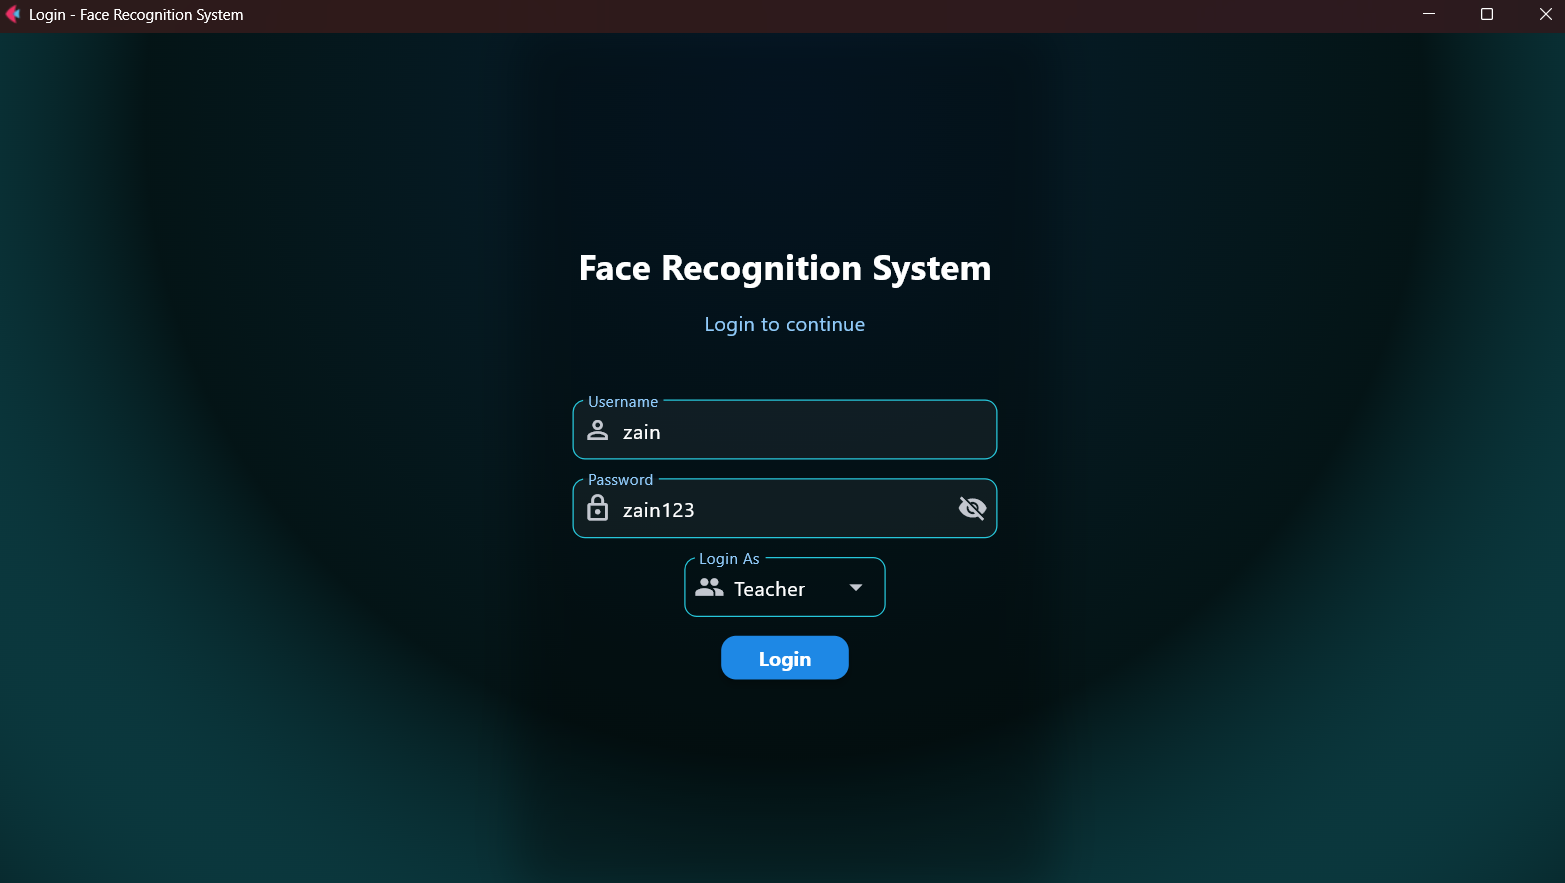 Login - Face Recognition System
Face Recognition System
Login to continue
Username
zain
Password
zain123
Login As
Teacher
Login